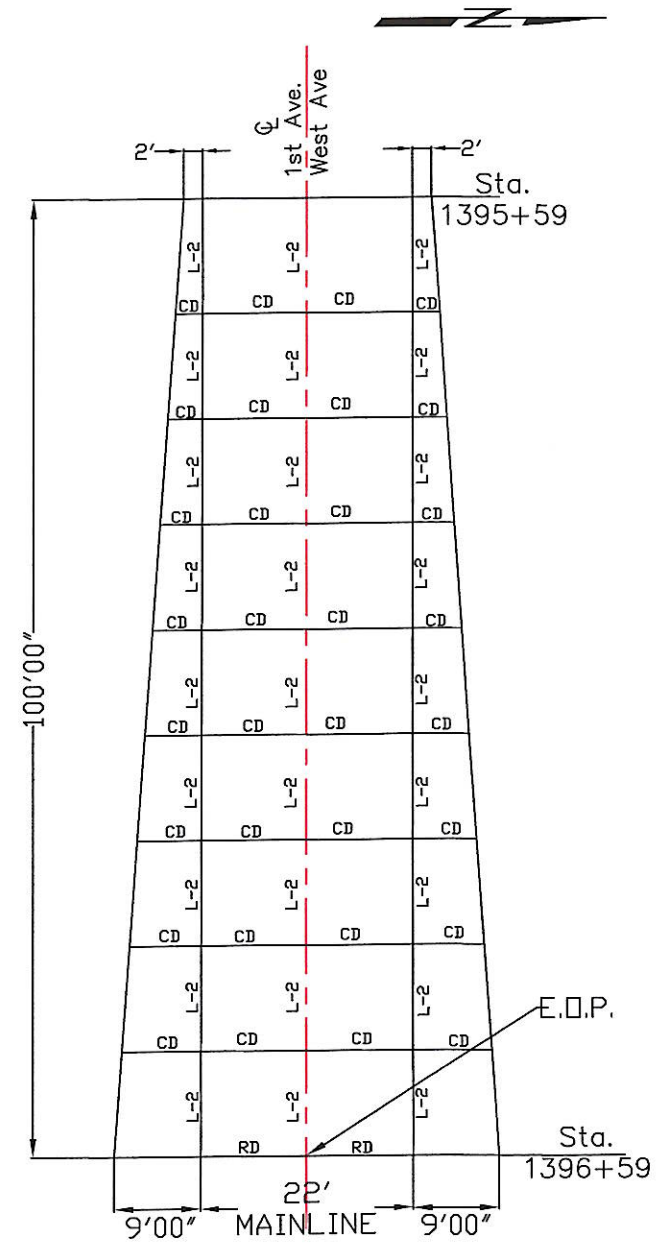 N
℄
1st Ave.
West Ave
2'
2'
Sta.
1395+59
L-2 L-2 L-2
CD CD CD CD
L-2 L-2 L-2
CD CD CD CD
L-2 L-2 L-2
CD CD CD CD
L-2 L-2 L-2
CD CD CD CD
100'00"
L-2 L-2 L-2
CD CD CD CD
L-2 L-2 L-2
CD CD CD CD
L-2 L-2 L-2
CD CD CD CD
L-2 L-2 L-2
E.O.P.
CD CD CD CD
L-2 L-2 L-2
RD RD
Sta.
1396+59
22'
9'00" MAINLINE 9'00"